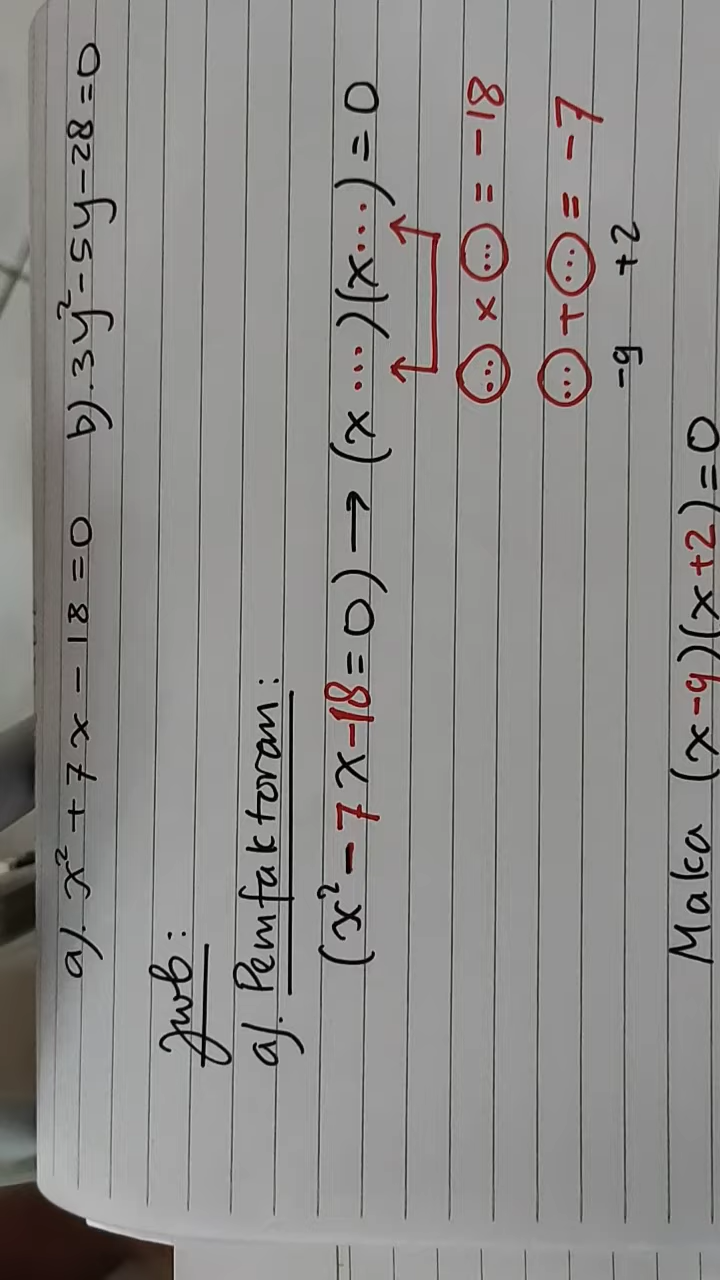 a). x² + 7x - 18 = 0 b). 3y² - 5y - 28 = 0
Jwb:
a). Pemfaktoran:
(x² - 7x - 18 = 0) → (x ...)(x ...) = 0
... x ... = -18
... + ... = -7
-9 +2
Maka (x-9)(x+2) = 0